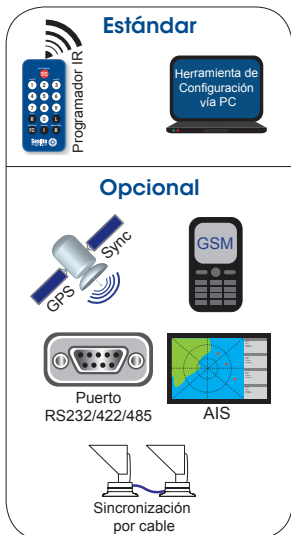 Estándar
Programador IR
Herramienta de
Configuración
vía PC
Opcional
GPS
Sync
GSM
Puerto
RS232/422/485
AIS
Sincronización
por cable